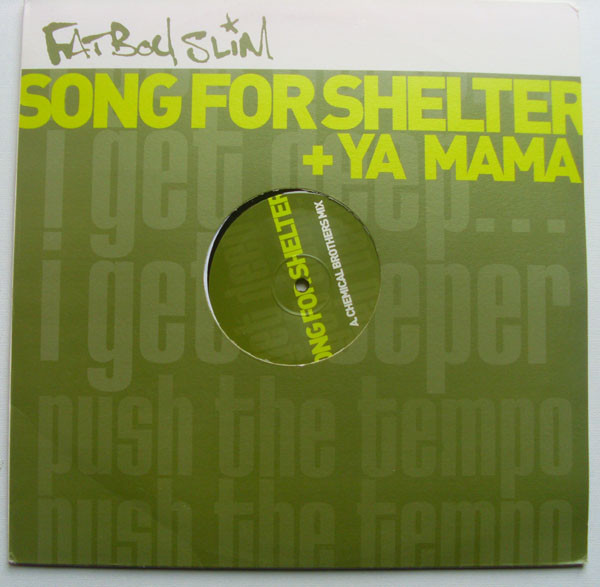 FATBOY SLIM
SONG FOR SHELTER
+ YA MAMA
i get deep...
i get deeper
push the tempo
push the tempo
ONG FOR SHELTER
A. CHEMICAL BROTHERS MIX